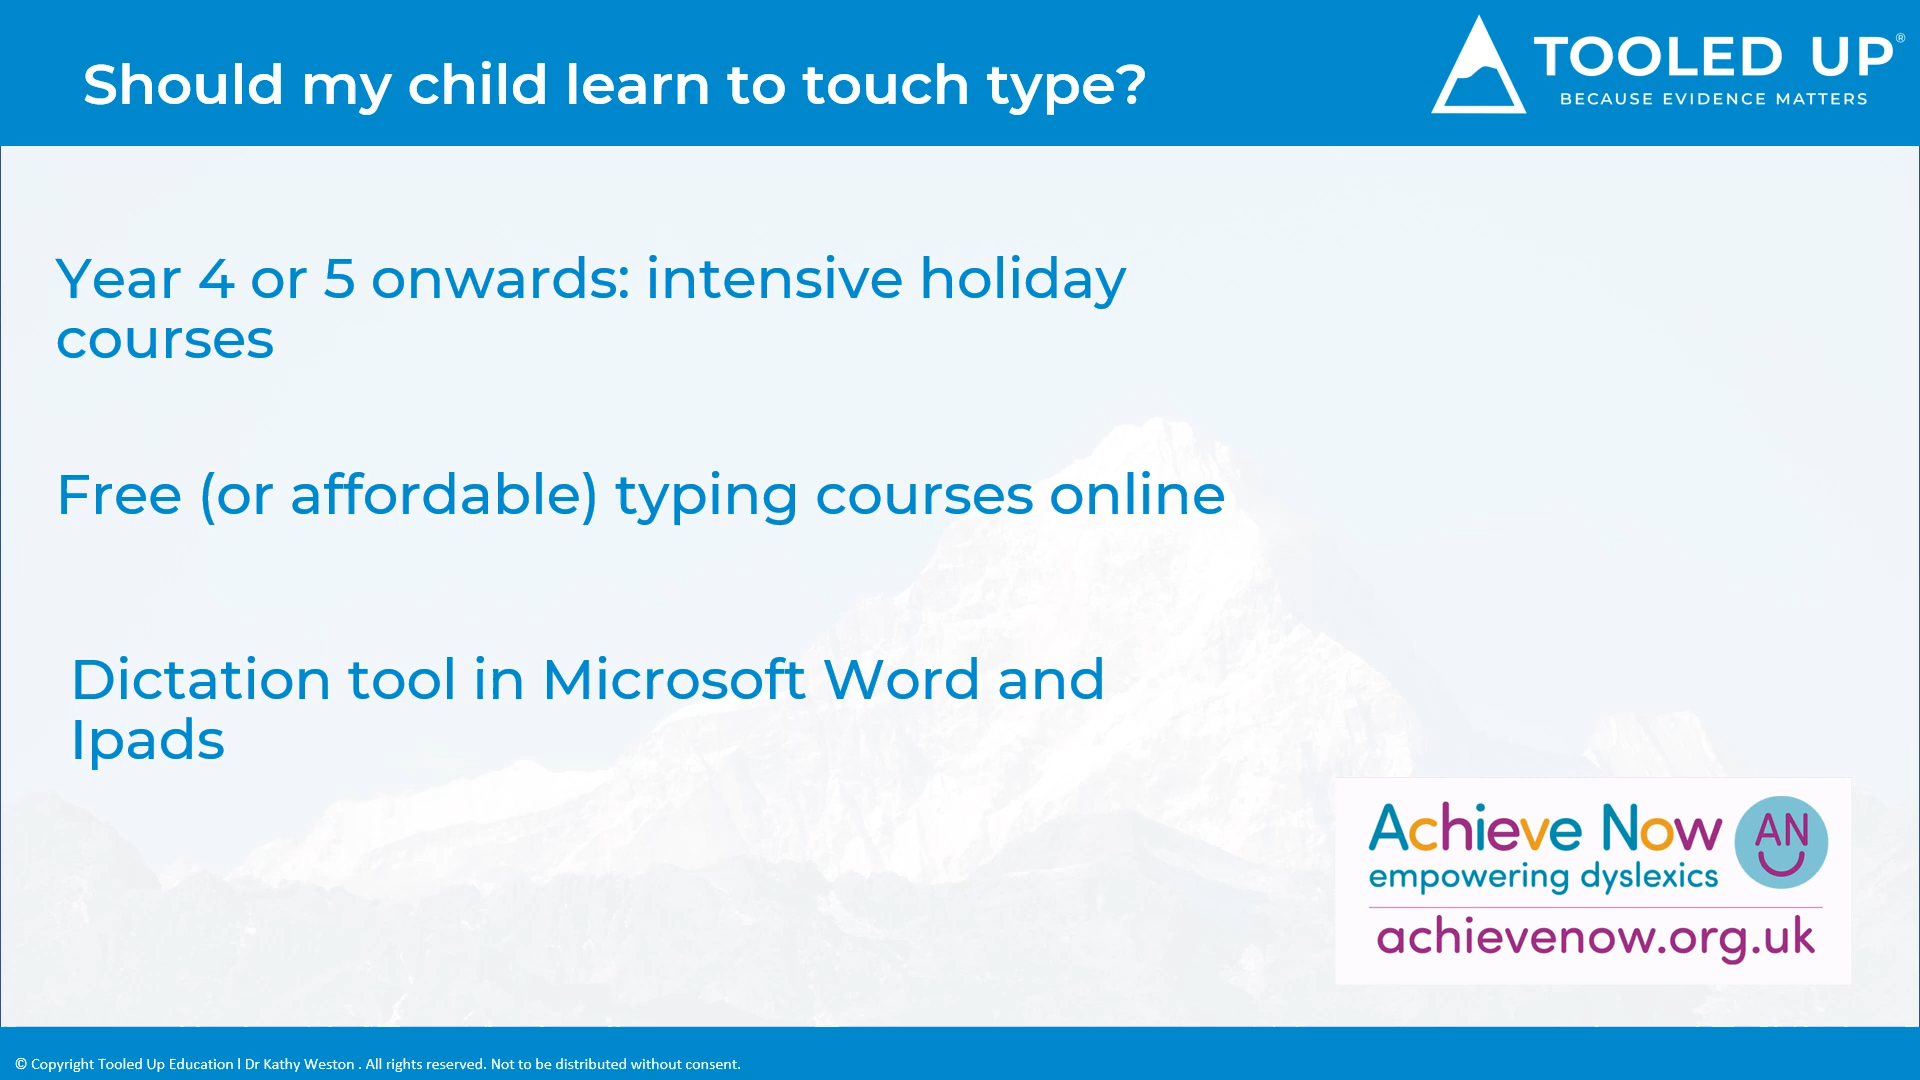 Should my child learn to touch type?
TOOLED UP®
BECAUSE EVIDENCE MATTERS
Year 4 or 5 onwards: intensive holiday
courses
Free (or affordable) typing courses online
Dictation tool in Microsoft Word and
Ipads
Achieve Now
AN
empowering dyslexics
achievenow.org.uk
© Copyright Tooled Up Education l Dr Kathy Weston . All rights reserved. Not to be distributed without consent.